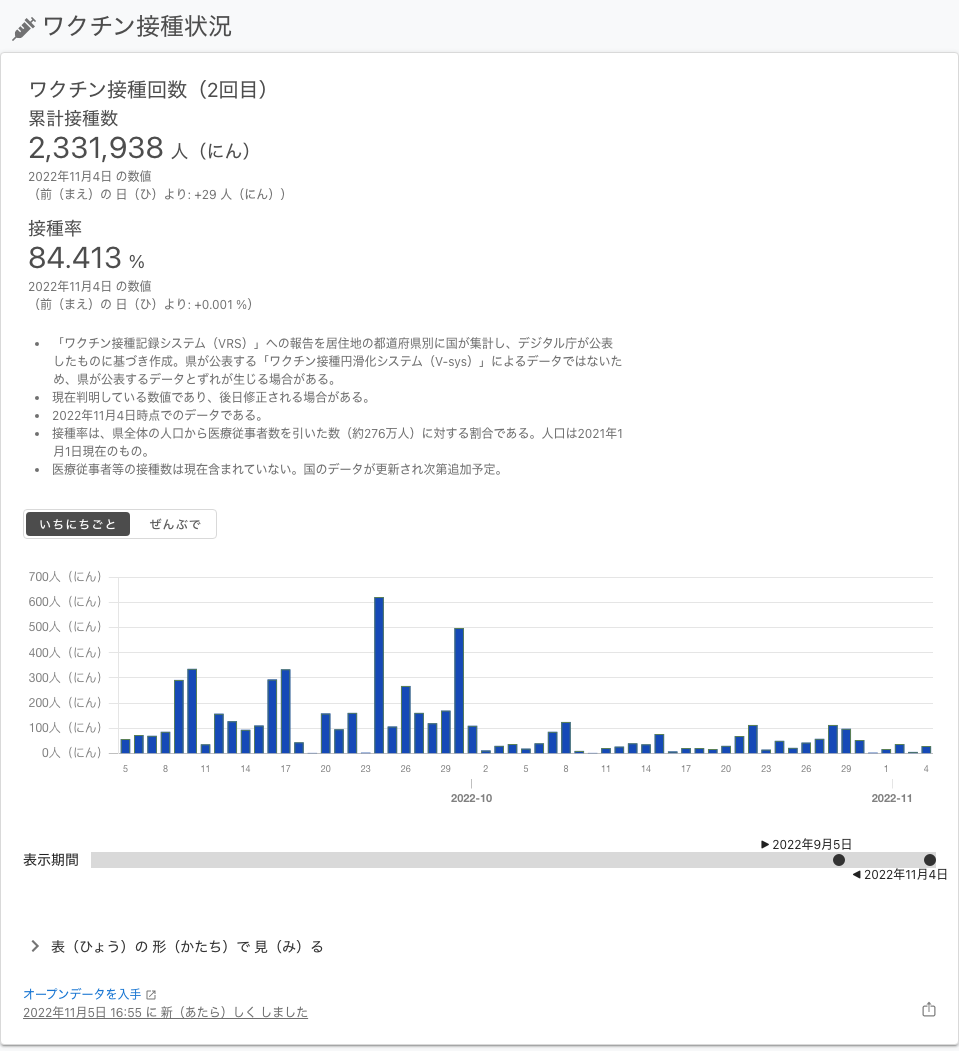 ワクチン接種状況
ワクチン接種回数（2回目）
累計接種数
2,331,938 人（にん）
2022年11月4日 の数値
（前（まえ）の 日（ひ）より: +29 人（にん））
接種率
84.413 %
2022年11月4日 の数値
（前（まえ）の 日（ひ）より: +0.001 %）
「ワクチン接種記録システム（VRS）」への報告を居住地の都道府県別に国が集計し、デジタル庁が公表
したものに基づき作成。県が公表する「ワクチン接種円滑化システム（V-sys）」によるデータではないた
め、県が公表するデータとずれが生じる場合がある。
現在判明している数値であり、後日修正される場合がある。
2022年11月4日時点でのデータである。
接種率は、県全体の人口から医療従事者数を引いた数（約276万人）に対する割合である。人口は2021年1
月1日現在のもの。
医療従事者等の接種数は現在含まれていない。国のデータが更新され次第追加予定。
いちにちごと ぜんぶで
700人（にん）
600人（にん）
500人（にん）
400人（にん）
300人（にん）
200人（にん）
100人（にん）
0人（にん）
5 8 11 14 17 20 23 26 29 2 5 8 11 14 17 20 23 26 29 1 4
2022-10 2022-11
2022年9月5日
表示期間
2022年11月4日
表（ひょう）の 形（かたち）で 見（み）る
オープンデータを入手
2022年11月5日 16:55 に 新（あたら）しく しました